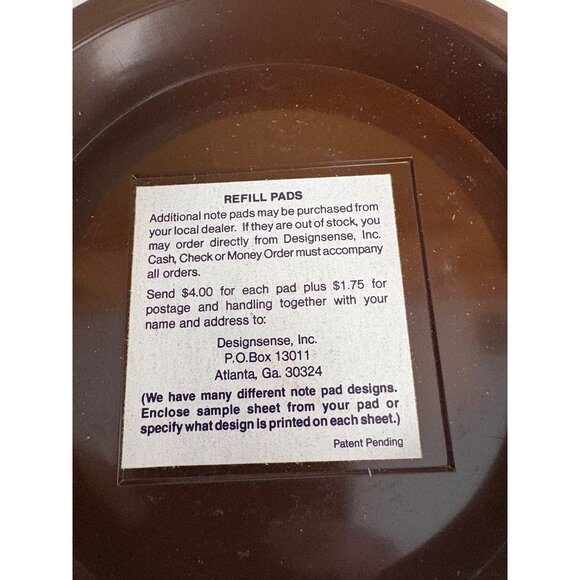 REFILL PADS
Additional note pads may be purchased from
your local dealer. If they are out of stock, you
may order directly from Designsense, Inc.
Cash, Check or Money Order must accompany
all orders.
Send $4.00 for each pad plus $1.75 for
postage and handling together with your
name and address to:
Designsense, Inc.
P.O.Box 13011
Atlanta, Ga. 30324
(We have many different note pad designs.
Enclose sample sheet from your pad or
specify what design is printed on each sheet.)
Patent Pending